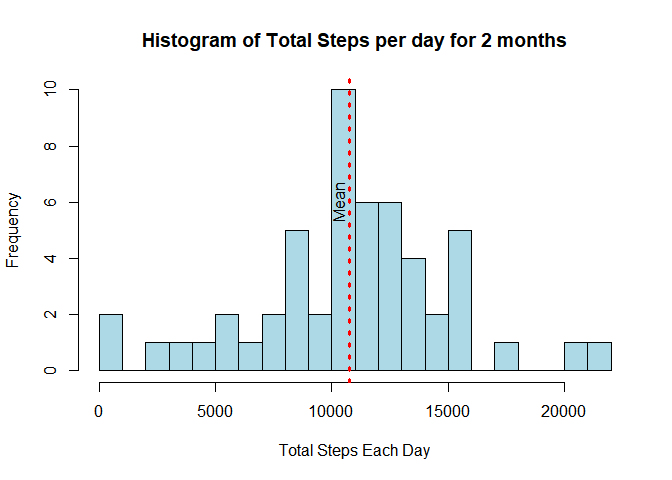 Histogram of Total Steps per day for 2 months
Frequency
10
8
6
4
2
0
Mean
0 5000 10000 15000 20000
Total Steps Each Day